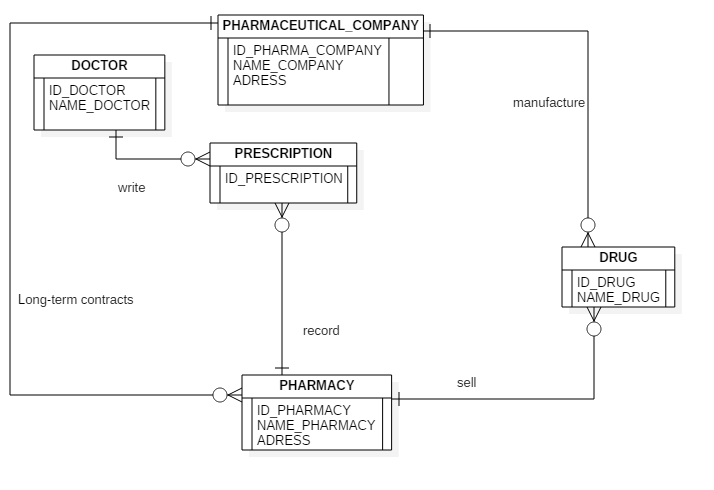 PHARMACEUTICAL_COMPANY
ID_PHARMA_COMPANY
NAME_COMPANY
ADRESS
DOCTOR
ID_DOCTOR
NAME_DOCTOR
manufacture
PRESCRIPTION
ID_PRESCRIPTION
write
DRUG
ID_DRUG
NAME_DRUG
Long-term contracts
record
PHARMACY
ID_PHARMACY
NAME_PHARMACY
ADRESS
sell